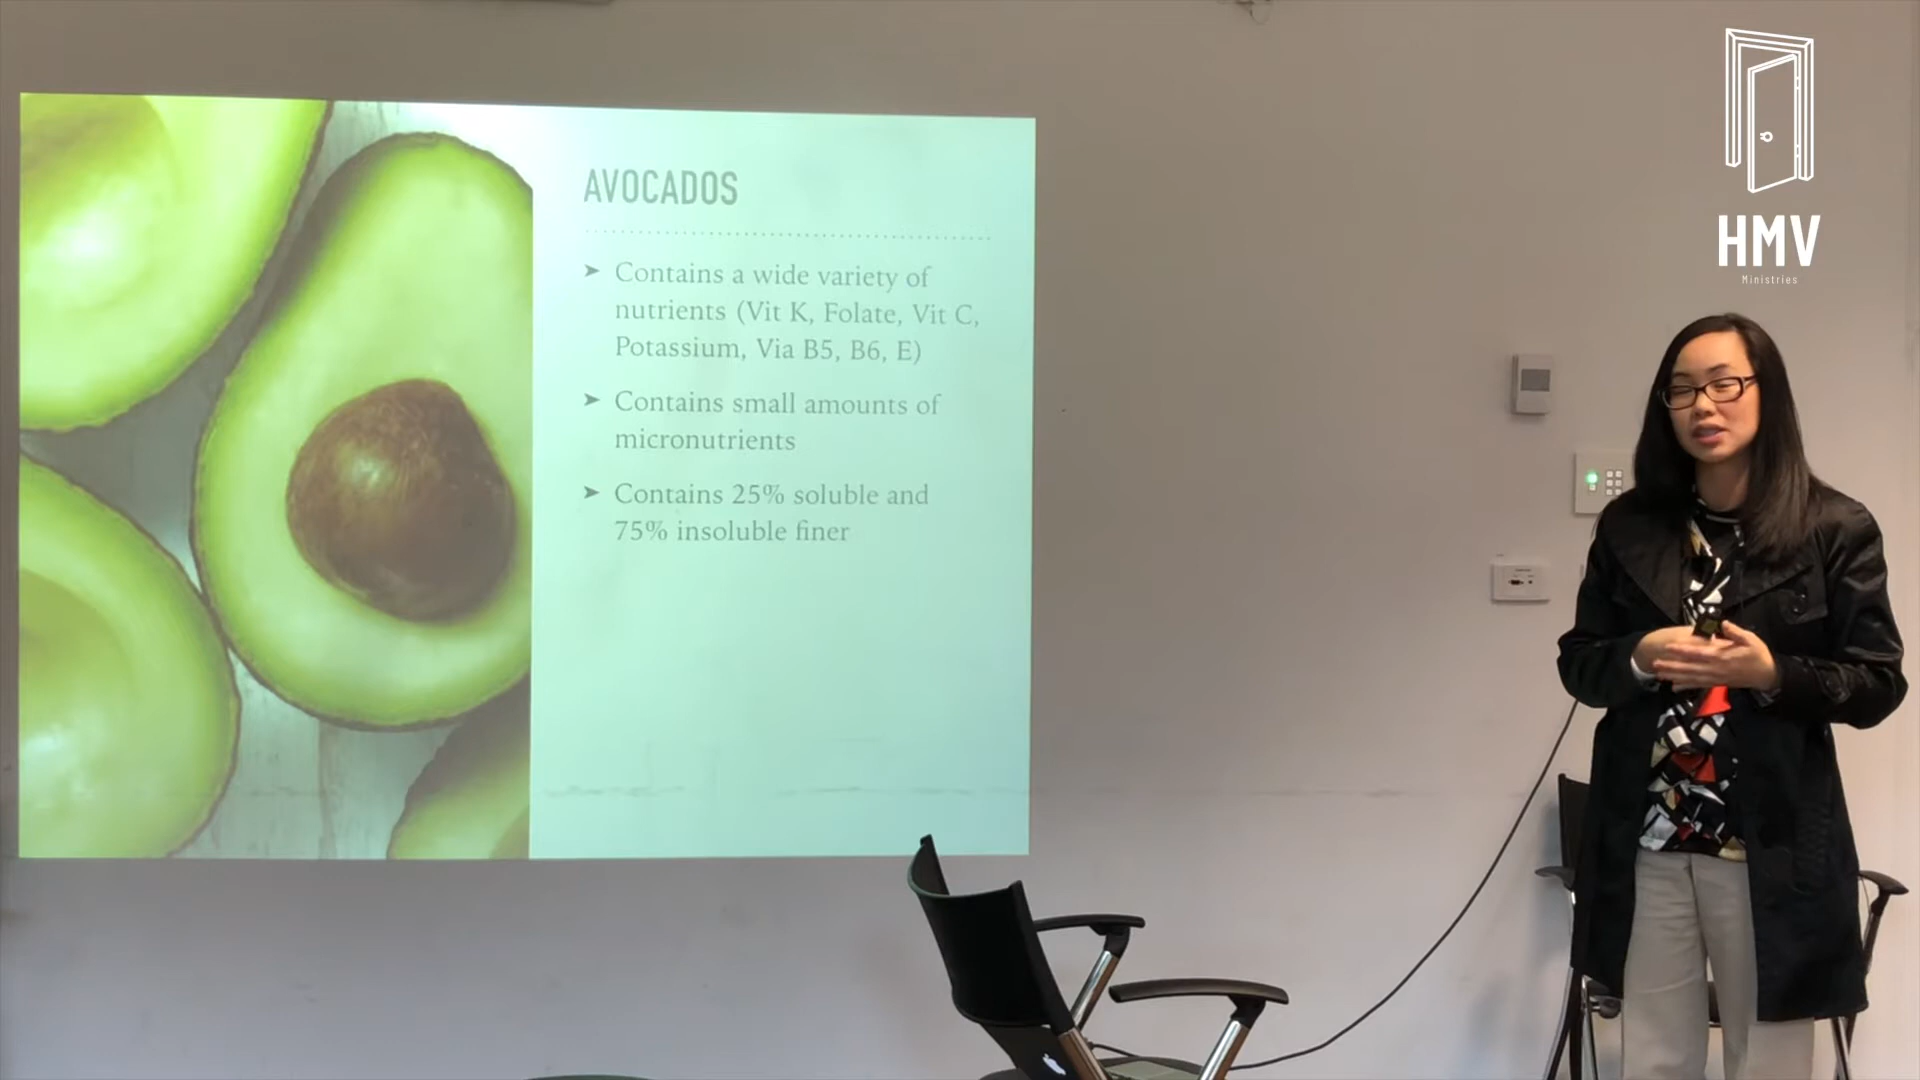 AVOCADOS
➤ Contains a wide variety of
nutrients (Vit K, Folate, Vit C,
Potassium, Via B5, B6, E)
➤ Contains small amounts of
micronutrients
➤ Contains 25% soluble and
75% insoluble finer
HMV
Ministries